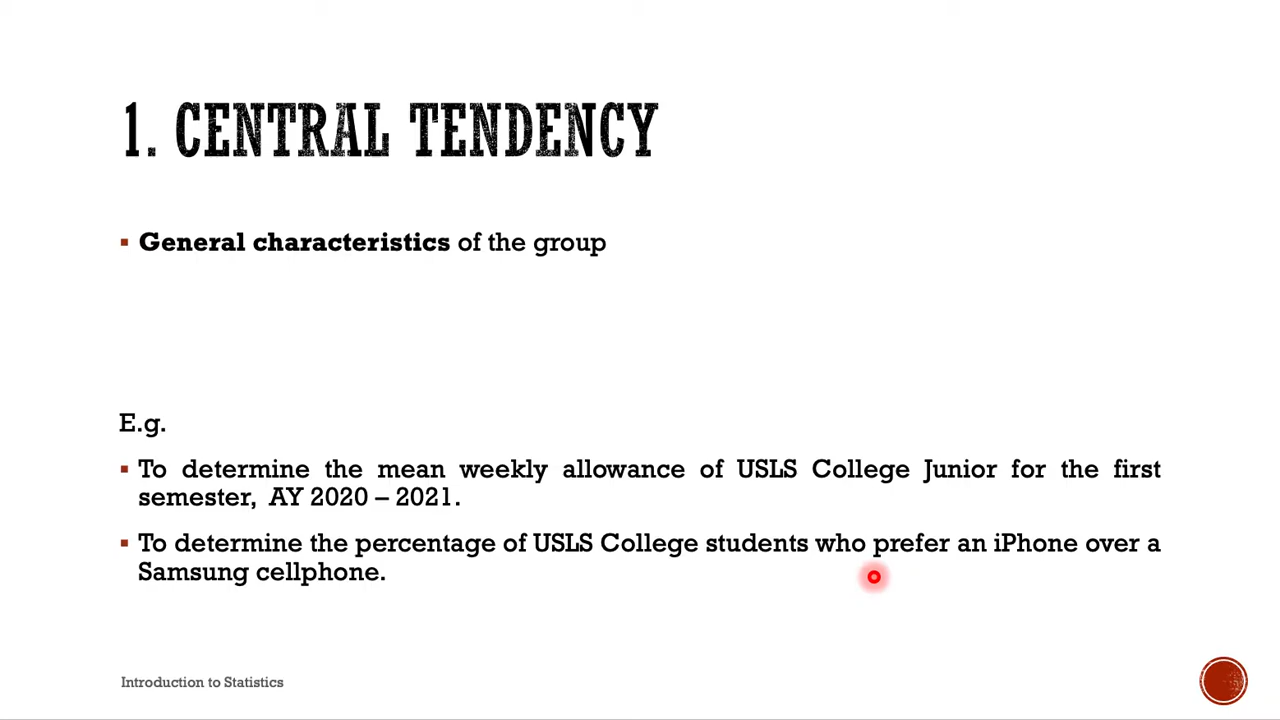 1. CENTRAL TENDENCY
▪ General characteristics of the group
E.g.
▪ To determine the mean weekly allowance of USLS College Junior for the first
semester, AY 2020 – 2021.
▪ To determine the percentage of USLS College students who prefer an iPhone over a
Samsung cellphone.
Introduction to Statistics